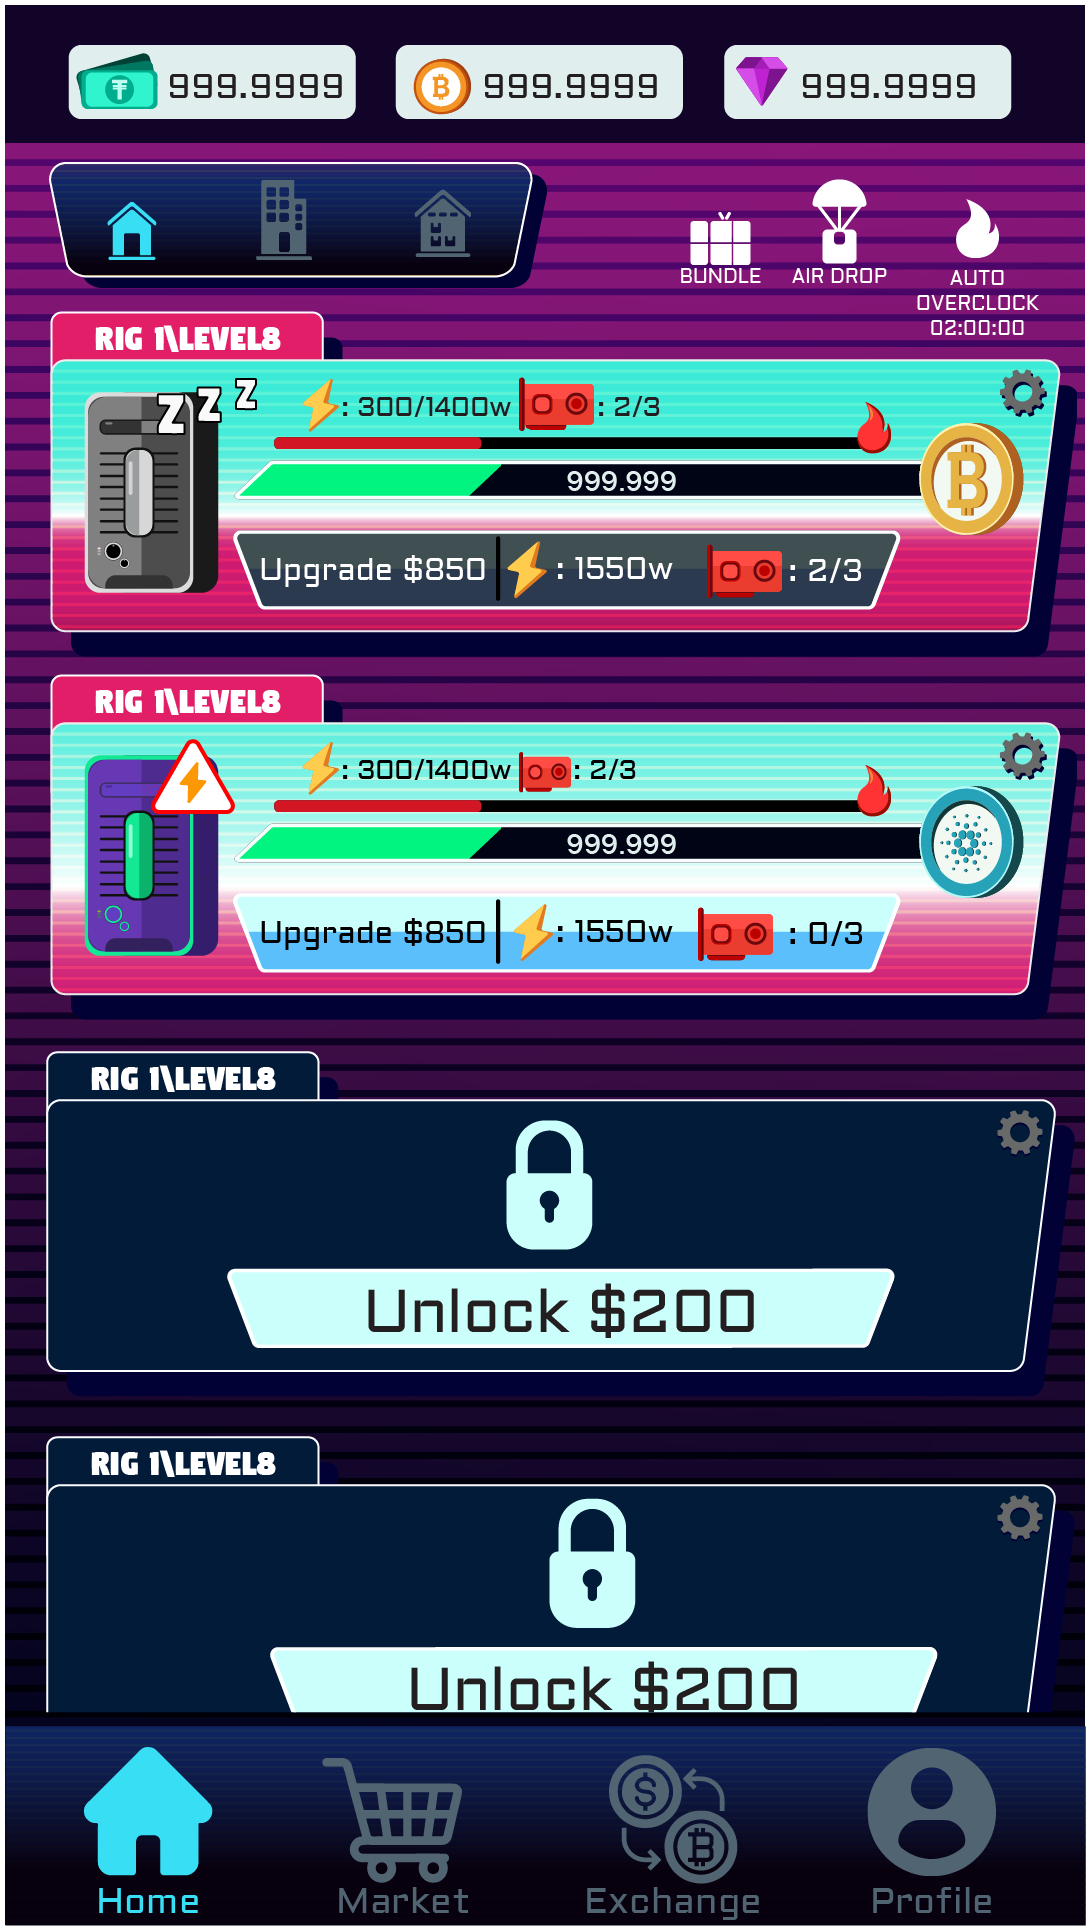 999.9999
999.9999
999.9999
BUNDLE
AIR DROP
AUTO
OVERCLOCK
02:00:00
RIG 1\LEVEL8
Z Z Z
: 300/1400w
: 2/3
999.999
Upgrade $850
: 1550w
: 2/3
RIG 1\LEVEL8
: 300/1400w
: 2/3
999.999
Upgrade $850
: 1550w
: 0/3
RIG 1\LEVEL8
Unlock $200
RIG 1\LEVEL8
Unlock $200
Home
Market
Exchange
Profile